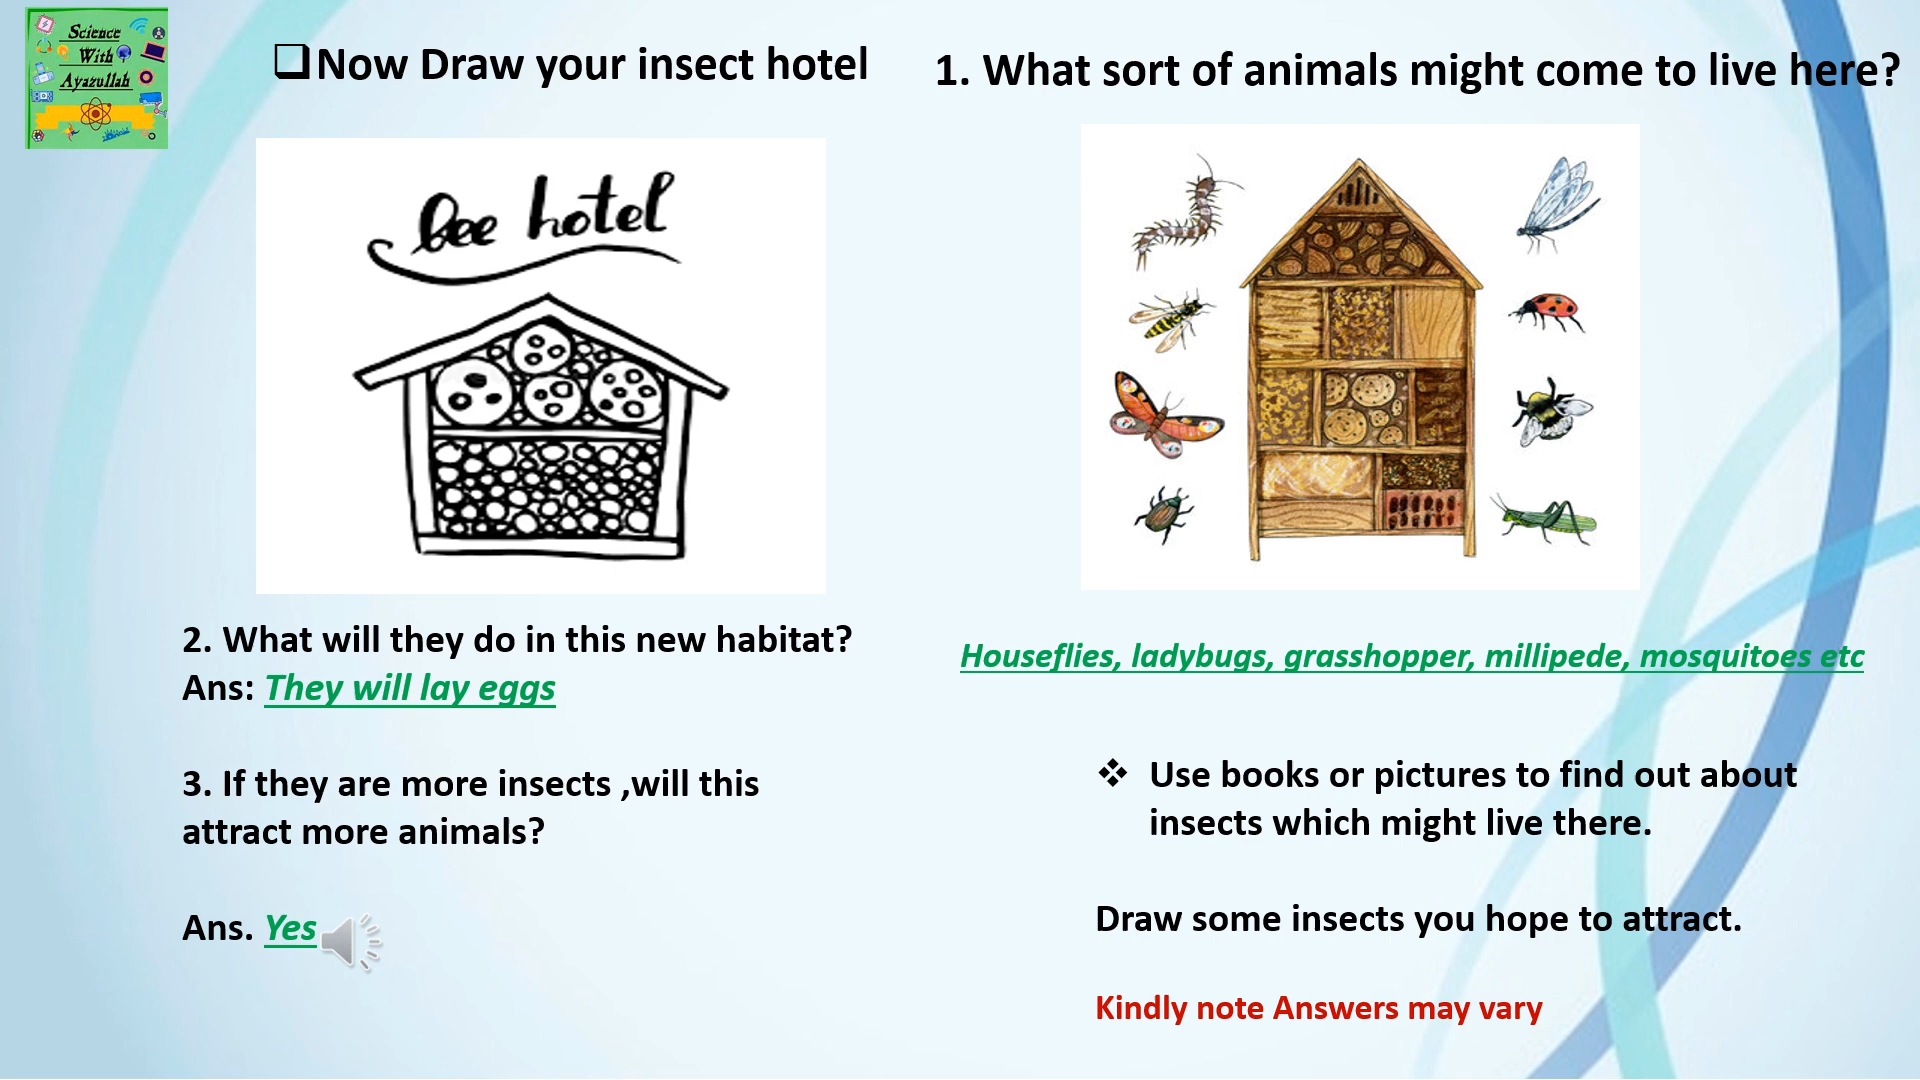 Science
With
Ayazullah
❑Now Draw your insect hotel
bee hotel
2. What will they do in this new habitat?
Ans: They will lay eggs
3. If they are more insects ,will this
attract more animals?
Ans. Yes
1. What sort of animals might come to live here?
Houseflies, ladybugs, grasshopper, millipede, mosquitoes etc
❖ Use books or pictures to find out about
insects which might live there.
Draw some insects you hope to attract.
Kindly note Answers may vary